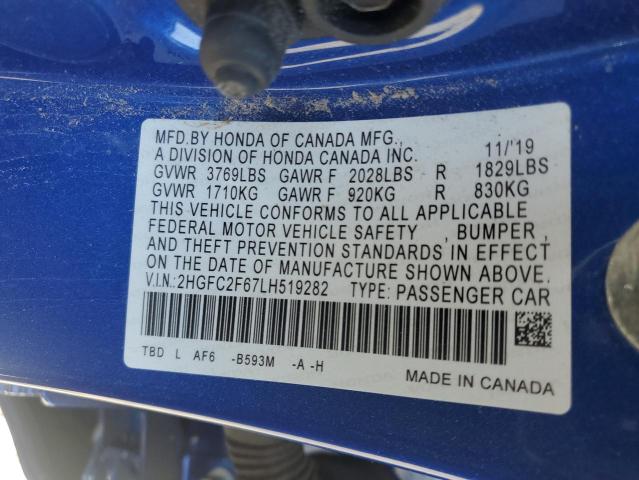 MFD.BY HONDA OF CANADA MFG., 11/'19
A DIVISION OF HONDA CANADA INC.
GVWR 3769LBS GAWR F 2028LBS R 1829LBS
GVWR 1710KG GAWR F 920KG R 830KG
THIS VEHICLE CONFORMS TO ALL APPLICABLE
FEDERAL MOTOR VEHICLE SAFETY , BUMPER ,
AND THEFT PREVENTION STANDARDS IN EFFECT
ON THE DATE OF MANUFACTURE SHOWN ABOVE.
V.I.N.:2HGFC2F67LH519282 TYPE: PASSENGER CAR
TBD L AF6 -B593M -A -H
MADE IN CANADA